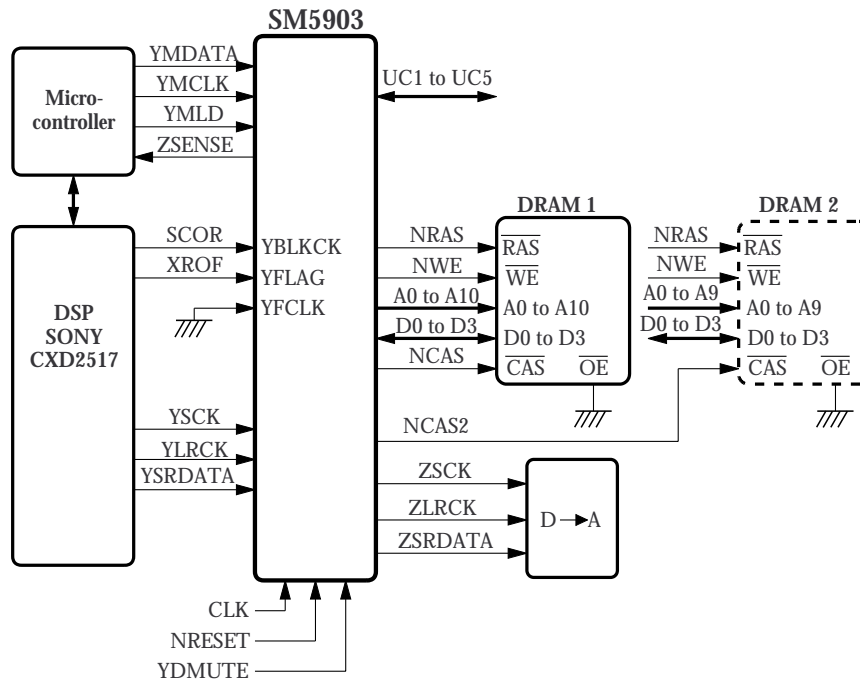 SM5903
YMDATA
YMCLK
YMLD
ZSENSE
Micro-
controller
UC1 to UC5
DSP
SONY
CXD2517
SCOR
XROF
YBLKCK
YFLAG
YFCLK
YSCK
YLRCK
YSRDATA
DRAM 1
NRAS
NWE
A0 to A10
D0 to D3
NCAS
RAS
WE
A0 to A10
D0 to D3
CAS OE
DRAM 2
NRAS
NWE
A0 to A9
D0 to D3
RAS
WE
A0 to A9
D0 to D3
CAS OE
NCAS2
ZSCK
ZLRCK
ZSRDATA
D A
CLK
NRESET
YDMUTE